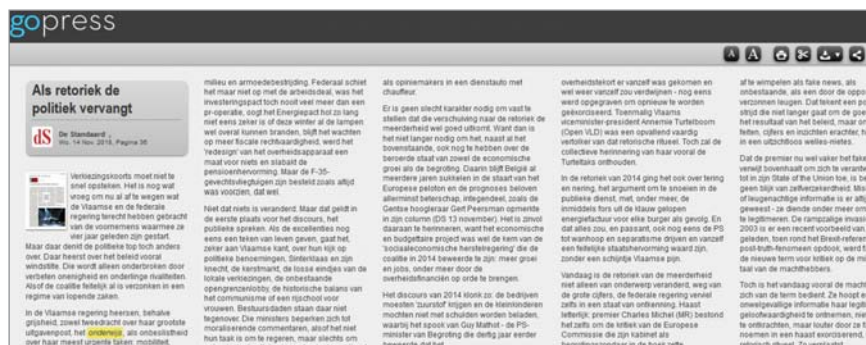 gopress
A A
Als retoriek de
politiek vervangt
dS
De Standaard ,
Wo. 14 Nov. 2018, Pagina 36
Verkiezingskoorts moet niet te
snel opsteken. Het is nog wat
vroeg om nu al af te wegen wat
de Vlaamse en de federale
regering terecht hebben gebracht
van de voornemens waarmee ze
vier jaar geleden zijn gestart.
Maar daar denkt de politieke top toch anders
over. Daar heerst over het beleid vooral
windstilte. Die wordt alleen onderbroken door
verbeten onenigheid en onderlinge rivaliteiten.
Alsof de coalitie feitelijk al is verzonken in een
regime van lopende zaken.
In de Vlaamse regering heersen, behalve
grijsheid, zowel tweedracht over haar grootste
uitgavenpost, het onderwijs, als onbeslistheid
over haar meest urgente taken: mobiliteit,
milieu en armoedebestrijding. Federaal schiet
het maar niet op met de arbeidsdeal, was het
investeringspact toch nooit veel meer dan een
pr-operatie, oogt het Energiepact hol zo lang
niet eens zeker is of deze winter al de lampen
wel overal kunnen branden, blijft het wachten
op meer fiscale rechtvaardigheid, werd het
'redesign' van het overheidsapparaat een
maat voor niets en slabakt de
pensioenhervorming. Maar de F-35-
gevechtsvliegtuigen zijn besteld zoals altijd
was voorzien, dat wel.
Niet dat niets is veranderd. Maar dat geldt in
de eerste plaats voor het discours, het
publieke spreken. Als de excellenties nog
eens een teken van leven geven, gaat het,
zeker aan Vlaamse kant, over hun kijk op
politieke benoemingen, Sinterklaas en zijn
knecht, de kerstmarkt, de losse eindjes van de
lokale verkiezingen, de onbestaande
opengrenzenlobby, de historische balans van
het communisme of een rijschool voor
vrouwen. Bestuursdaden staan daar niet
tegenover. De ministers beperken zich tot
moraliserende commentaren, alsof het niet
hun taak is om te regeren, maar slechts om
als opiniemakers in een dienstauto met
chauffeur.
Er is geen slecht karakter nodig om vast te
stellen dat die verschuiving naar de retoriek de
meerderheid wel goed uitkomt. Want dan is
het niet langer nodig om het, naast al het
bovenstaande, ook nog te hebben over de
beroerde staat van zowel de economische
groei als de begroting. Daarin blijft België al
meerdere jaren sukkelen in de staart van het
Europese peloton en de prognoses beloven
allerminst beterschap, integendeel, zoals de
Gentse hoogleraar Gert Peersman opmerkte
in zijn column (DS 13 november). Het is zinvol
daaraan te herinneren, want het economische
en budgettaire project was wel de kern van de
'sociaaleconomische herstelregering' die de
coalitie in 2014 beweerde te zijn: meer groei
en jobs, onder meer door de
overheidsfinanciën op orde te brengen.
Het discours van 2014 klonk zo: de bedrijven
moesten 'zuurstof' krijgen en de kleinkinderen
mochten niet met schulden worden beladen,
waarbij het spook van Guy Mathot - de PS-
minister van Begroting die dertig jaar eerder
beweerde dat het
overheidstekort er vanzelf was gekomen en
wel weer vanzelf zou verdwijnen - nog eens
werd opgegraven om opnieuw te worden
geëxorciseerd. Toenmalig Vlaams
viceminister-president Annemie Turtelboom
(Open VLD) was een opvallend vaardig
vertolker van dat retorische ritueel. Toch zal de
collectieve herinnering van haar vooral de
Turteltaks onthouden.
In de retoriek van 2014 ging het ook over tering
en nering, het argument om te snoeien in de
publieke dienst, met, onder meer, de
inmiddels fors uit de klauw gelopen
energiefactuur voor elke burger als gevolg. En
dat alles zou, en passant, ook nog eens de PS
tot wanhoop en separatisme drijven en vanzelf
een feitelijke staatshervorming waard zijn,
zonder een schijntje Vlaamse pijn.
Vandaag is de retoriek van de meerderheid
niet alleen van onderwerp veranderd, weg van
de grote cijfers, de federale regering verviel
zelfs in een staat van ontkenning. Haast
letterlijk: premier Charles Michel (MR) bestond
het zelfs om de kritiek van de Europese
Commissie die zijn kabinet als
af te wimpelen als fake news, als
onbestaande, als een door de
verzonnen leugen. Dat tekent een
strijd die niet langer gaat om de
het resultaat van het beleid, maar
feiten, cijfers en inzichten erachter,
in een uitzichtloos welles-nietes.
Dat de premier nu wel vaker het
verwijt bovenhaalt om zich te
tot in zijn State of the Union toe, is
geen blijk van zelfverzekerdheid.
of leugenachtige informatie is er
geweest - ze diende onder meer
te legitimeren. De rampzalige
2003 is er een recent voorbeeld van.
geleden, toen rond het
post-truth-fenomeen opdook, werd
de nieuwe term voor kritiek op de
taal van de machthebbers.
Toch is het vandaag vooral de
zich van de term bedient. Ze hoopt
onwelgevallige informatie haar
geloofwaardigheid te ontnemen,
te ontkrachten, maar louter door ze
noemen in een haast exorciserend,